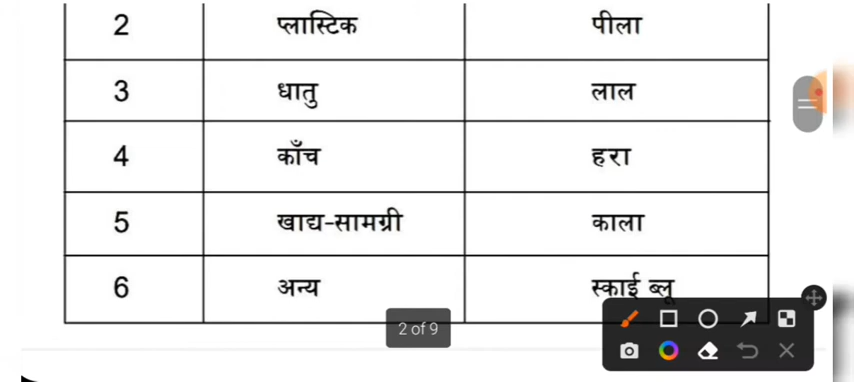 2 प्लास्टिक पीला
3 धातु लाल
4 काँच हरा
5 खाद्य-सामग्री काला
6 अन्य स्काई ब्लू
2 of 9